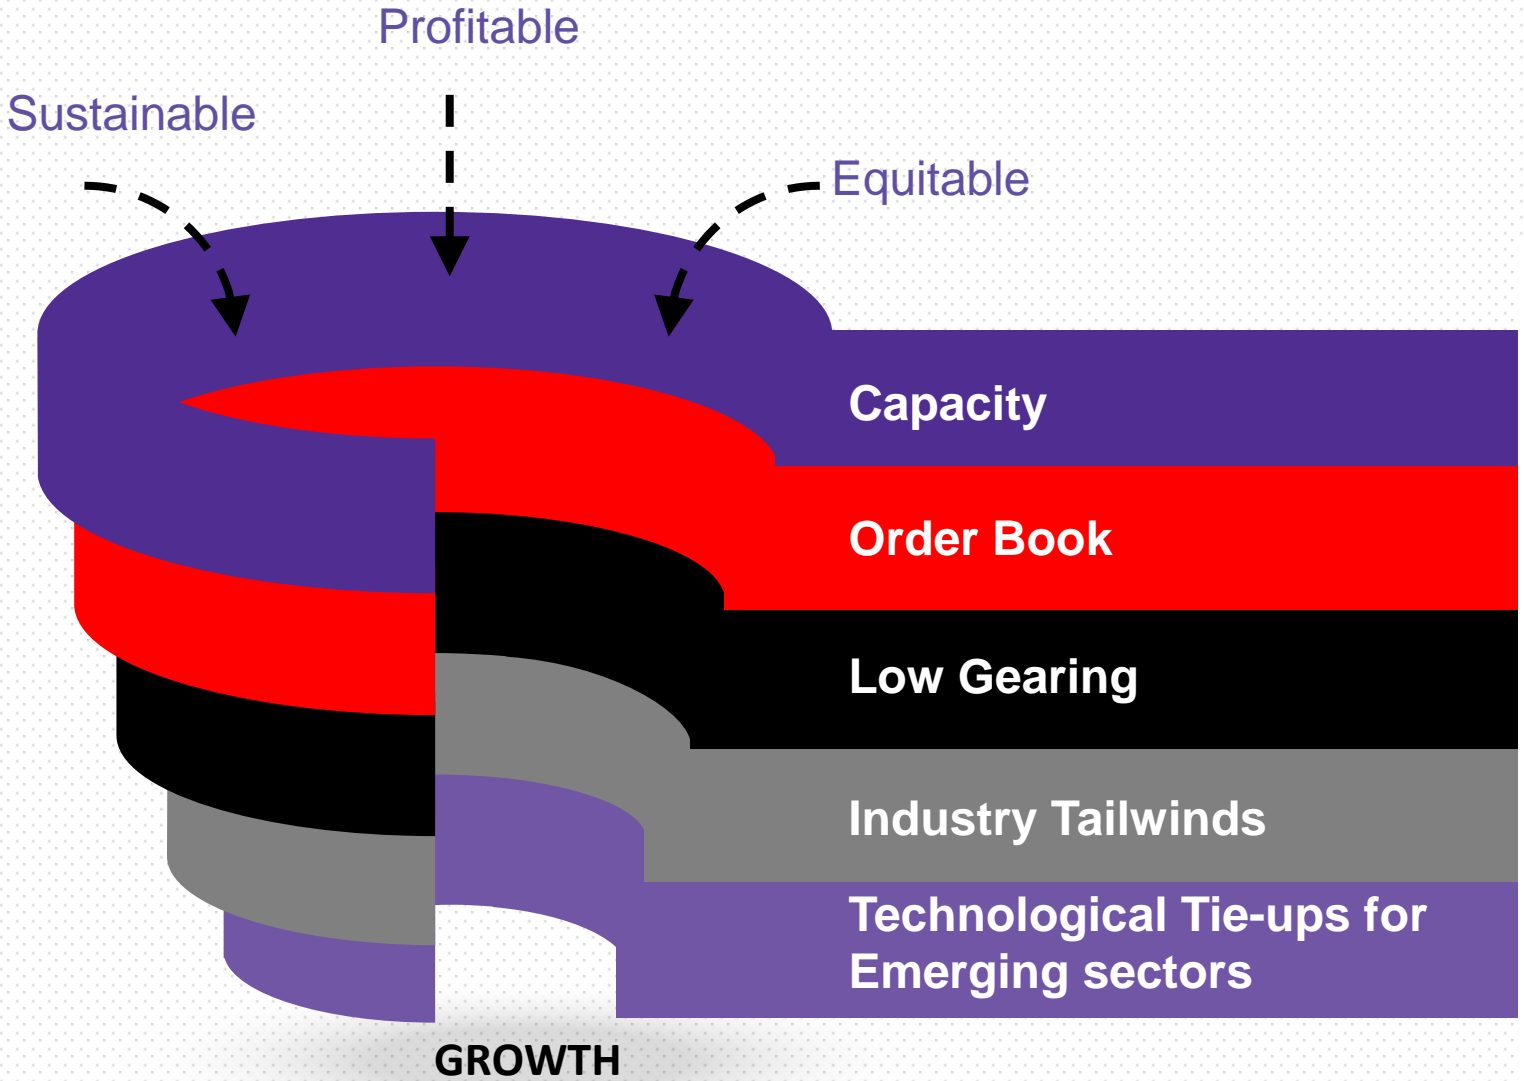 Profitable
Sustainable
Equitable
Capacity
Order Book
Low Gearing
Industry Tailwinds
Technological Tie-ups for
Emerging sectors
GROWTH